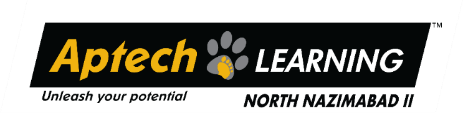 Aptech LEARNING ™
Unleash your potential NORTH NAZIMABAD II